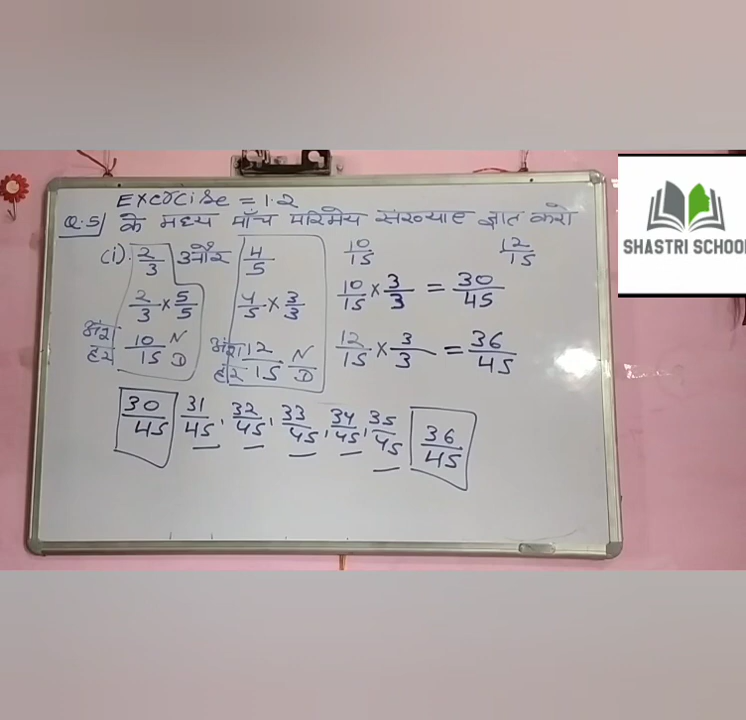 Exercise = 1.2
Q.5/ के मध्य पाँच परिमेय संख्याए ज्ञात करो
(i). 2/3 और 4/5 10/15 12/15
2/3 × 5/5 4/5 × 3/3 10/15 × 3/3 = 30/45
अंश हर 10/15 N/D अंश हर 12/15 N/D 12/15 × 3/3 = 36/45
30/45 31/45, 32/45, 33/45, 34/45, 35/45 36/45
SHASTRI SCHOOL